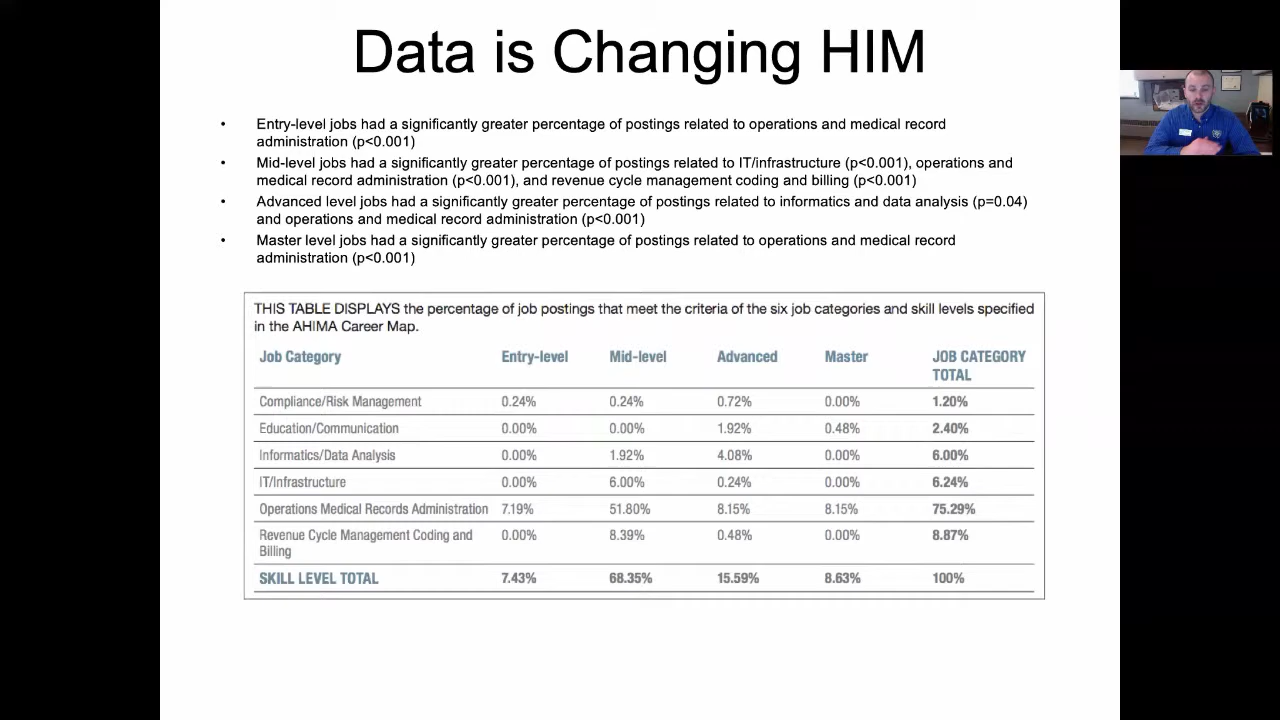 Data is Changing HIM
• Entry-level jobs had a significantly greater percentage of postings related to operations and medical record
administration (p<0.001)
• Mid-level jobs had a significantly greater percentage of postings related to IT/infrastructure (p<0.001), operations and
medical record administration (p<0.001), and revenue cycle management coding and billing (p<0.001)
• Advanced level jobs had a significantly greater percentage of postings related to informatics and data analysis (p=0.04)
and operations and medical record administration (p<0.001)
• Master level jobs had a significantly greater percentage of postings related to operations and medical record
administration (p<0.001)
THIS TABLE DISPLAYS the percentage of job postings that meet the criteria of the six job categories and skill levels specified
in the AHIMA Career Map.
Job Category Entry-level Mid-level Advanced Master JOB CATEGORY
TOTAL
Compliance/Risk Management 0.24% 0.24% 0.72% 0.00% 1.20%
Education/Communication 0.00% 0.00% 1.92% 0.48% 2.40%
Informatics/Data Analysis 0.00% 1.92% 4.08% 0.00% 6.00%
IT/Infrastructure 0.00% 6.00% 0.24% 0.00% 6.24%
Operations Medical Records Administration 7.19% 51.80% 8.15% 8.15% 75.29%
Revenue Cycle Management Coding and 0.00% 8.39% 0.48% 0.00% 8.87%
Billing
SKILL LEVEL TOTAL 7.43% 68.35% 15.59% 8.63% 100%